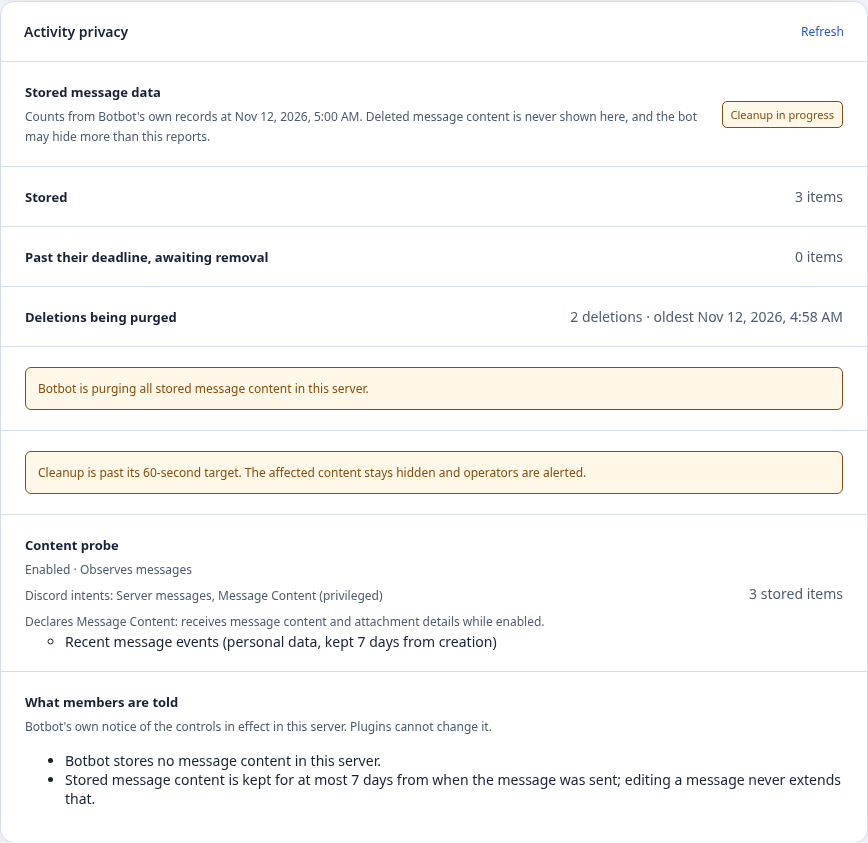 Activity privacy
Refresh
Stored message data
Counts from Botbot's own records at Nov 12, 2026, 5:00 AM. Deleted message content is never shown here, and the bot
may hide more than this reports.
Cleanup in progress
Stored
3 items
Past their deadline, awaiting removal
0 items
Deletions being purged
2 deletions · oldest Nov 12, 2026, 4:58 AM
Botbot is purging all stored message content in this server.
Cleanup is past its 60-second target. The affected content stays hidden and operators are alerted.
Content probe
Enabled · Observes messages
Discord intents: Server messages, Message Content (privileged)
3 stored items
Declares Message Content: receives message content and attachment details while enabled.
Recent message events (personal data, kept 7 days from creation)
What members are told
Botbot's own notice of the controls in effect in this server. Plugins cannot change it.
Botbot stores no message content in this server.
Stored message content is kept for at most 7 days from when the message was sent; editing a message never extends
that.